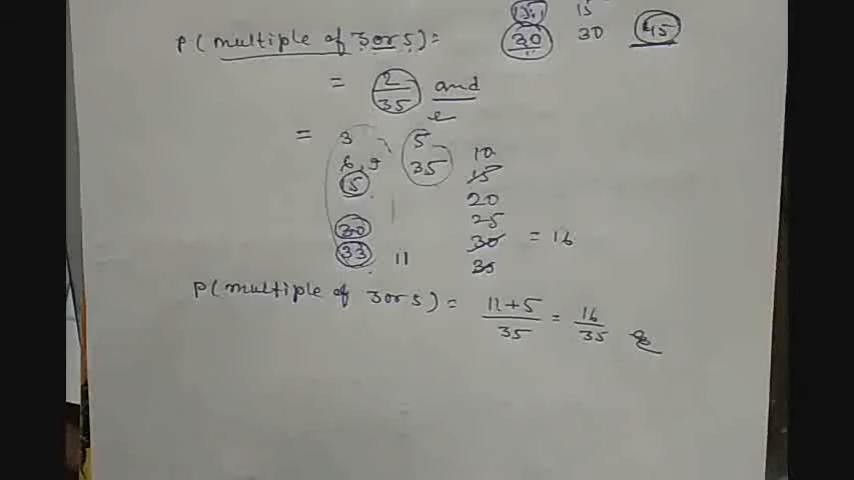 15 15
P(multiple of 3 or 5) = 30 30 45
= 2/35 and
= 3 5 10
6, 9 35 15
15 20
25
30 30 = 16
33 11 35
P(multiple of 3 or 5) = 11+5/35 = 16/35